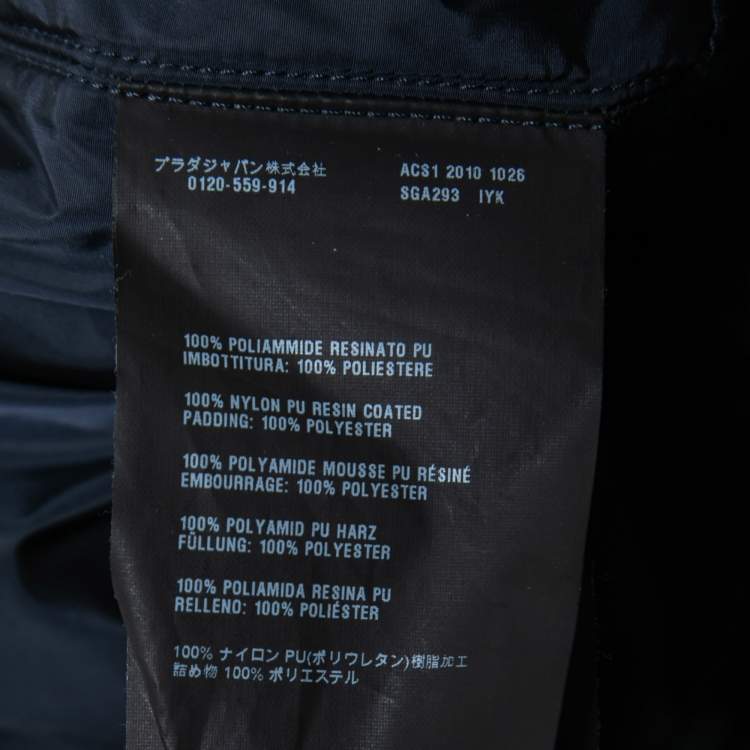 プラダジャパン株式会社
0120-559-914
ACS1 2010 1026
SGA293 IYK
100% POLIAMMIDE RESINATO PU
IMBOTTITURA: 100% POLIESTERE
100% NYLON PU RESIN COATED
PADDING: 100% POLYESTER
100% POLYAMIDE MOUSSE PU RÉSINÉ
EMBOURRAGE: 100% POLYESTER
100% POLYAMID PU HARZ
FÜLLUNG: 100% POLYESTER
100% POLIAMIDA RESINA PU
RELLENO: 100% POLIÉSTER
100% ナイロン PU(ポリウレタン)樹脂加工
詰め物 100% ポリエステル